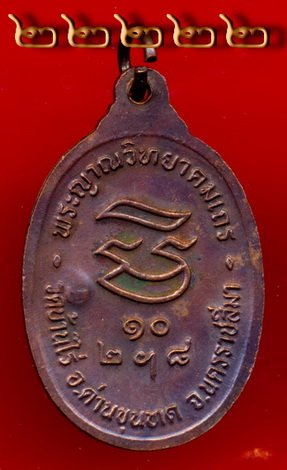 ๒๒๒๒๒
พระญาณวิทยาคมเถร
๑๐
๒ ฯ ๘
วัดบ้านไร่ อ.ด่านขุนทด จ.นครราชสีมา